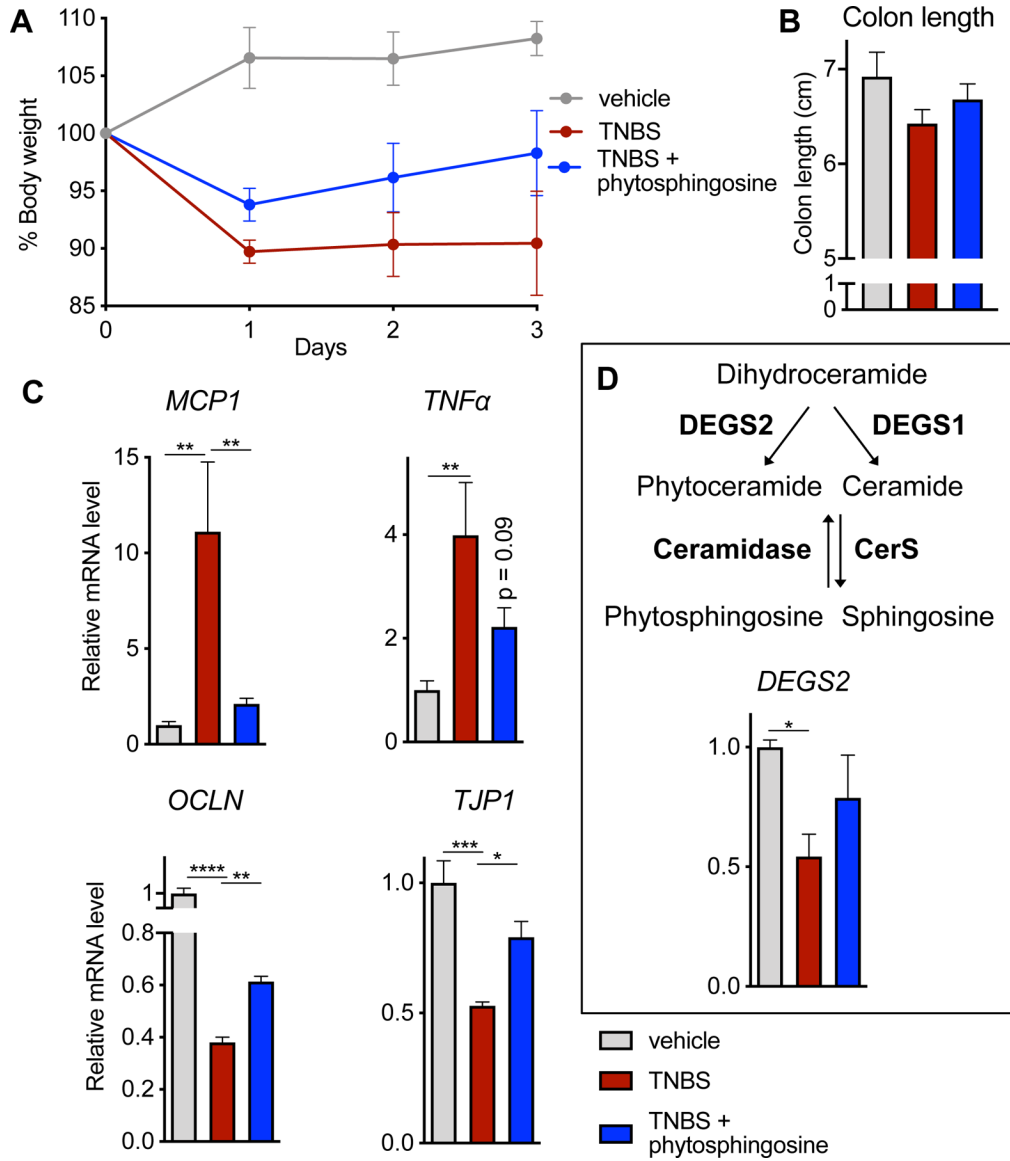 A
110
105
100
95
90
85
% Body weight
0
1
2
3
Days
vehicle
TNBS
TNBS +
phytosphingosine
B
Colon length
Colon length (cm)
7
6
5
1
0
C
MCP1
Relative mRNA level
15
10
5
0
**
**
TNFα
4
2
0
**
p = 0.09
OCLN
Relative mRNA level
1
0.8
0.6
0.4
0.2
0.0
****
**
TJP1
1.0
0.5
0.0
***
*
D
Dihydroceramide
DEGS2
DEGS1
Phytoceramide
Ceramide
Ceramidase
CerS
Phytosphingosine
Sphingosine
DEGS2
1.0
0.5
0.0
*
vehicle
TNBS
TNBS +
phytosphingosine